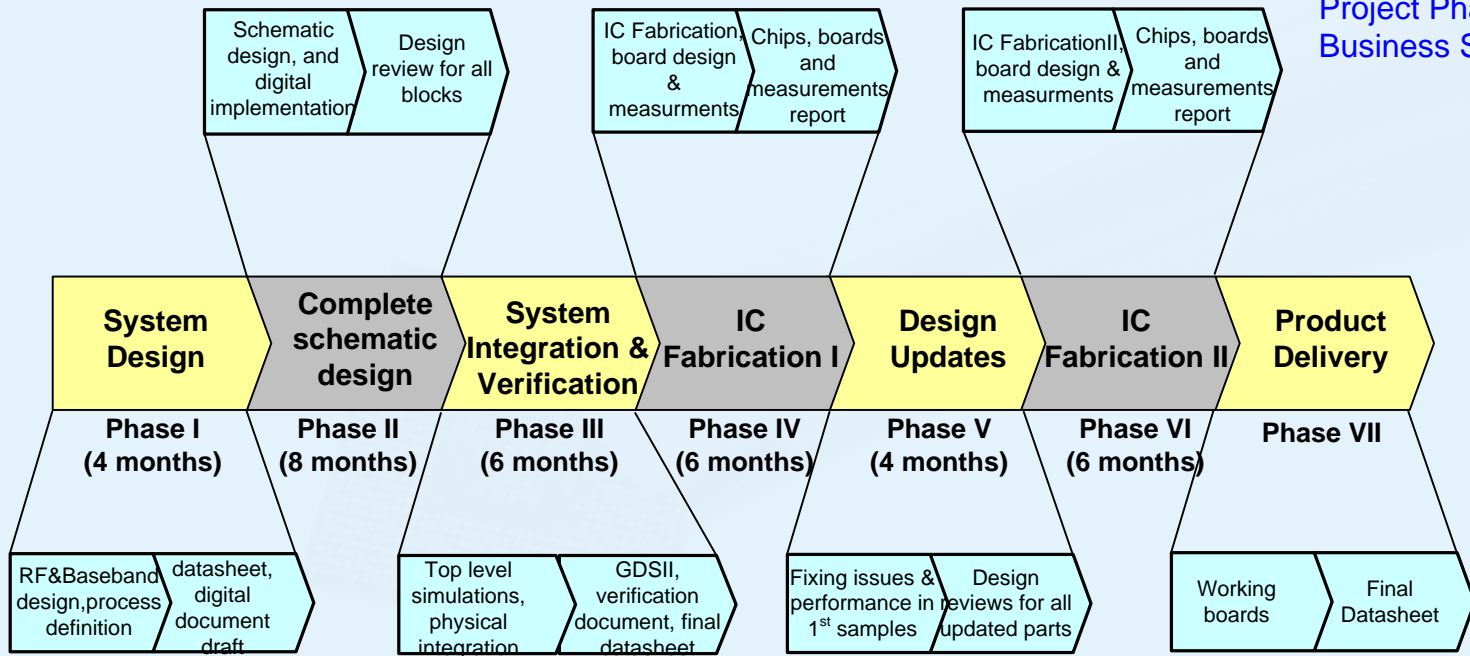 Project Pha
Business S
Schematic
design, and
digital
implementation
Design
review for all
blocks
IC Fabrication,
board design
&
measurments
Chips, boards
and
measurements
report
IC FabricationII,
board design &
measurments
Chips, boards
and
measurements
report
System
Design
Complete
schematic
design
System
Integration &
Verification
IC
Fabrication I
Design
Updates
IC
Fabrication II
Product
Delivery
Phase I
(4 months)
Phase II
(8 months)
Phase III
(6 months)
Phase IV
(6 months)
Phase V
(4 months)
Phase VI
(6 months)
Phase VII
RF&Baseband
design,process
definition
datasheet,
digital
document
draft
Top level
simulations,
physical
integration
GDSII,
verification
document, final
datasheet
Fixing issues &
performance in
1st samples
Design
reviews for all
updated parts
Working
boards
Final
Datasheet